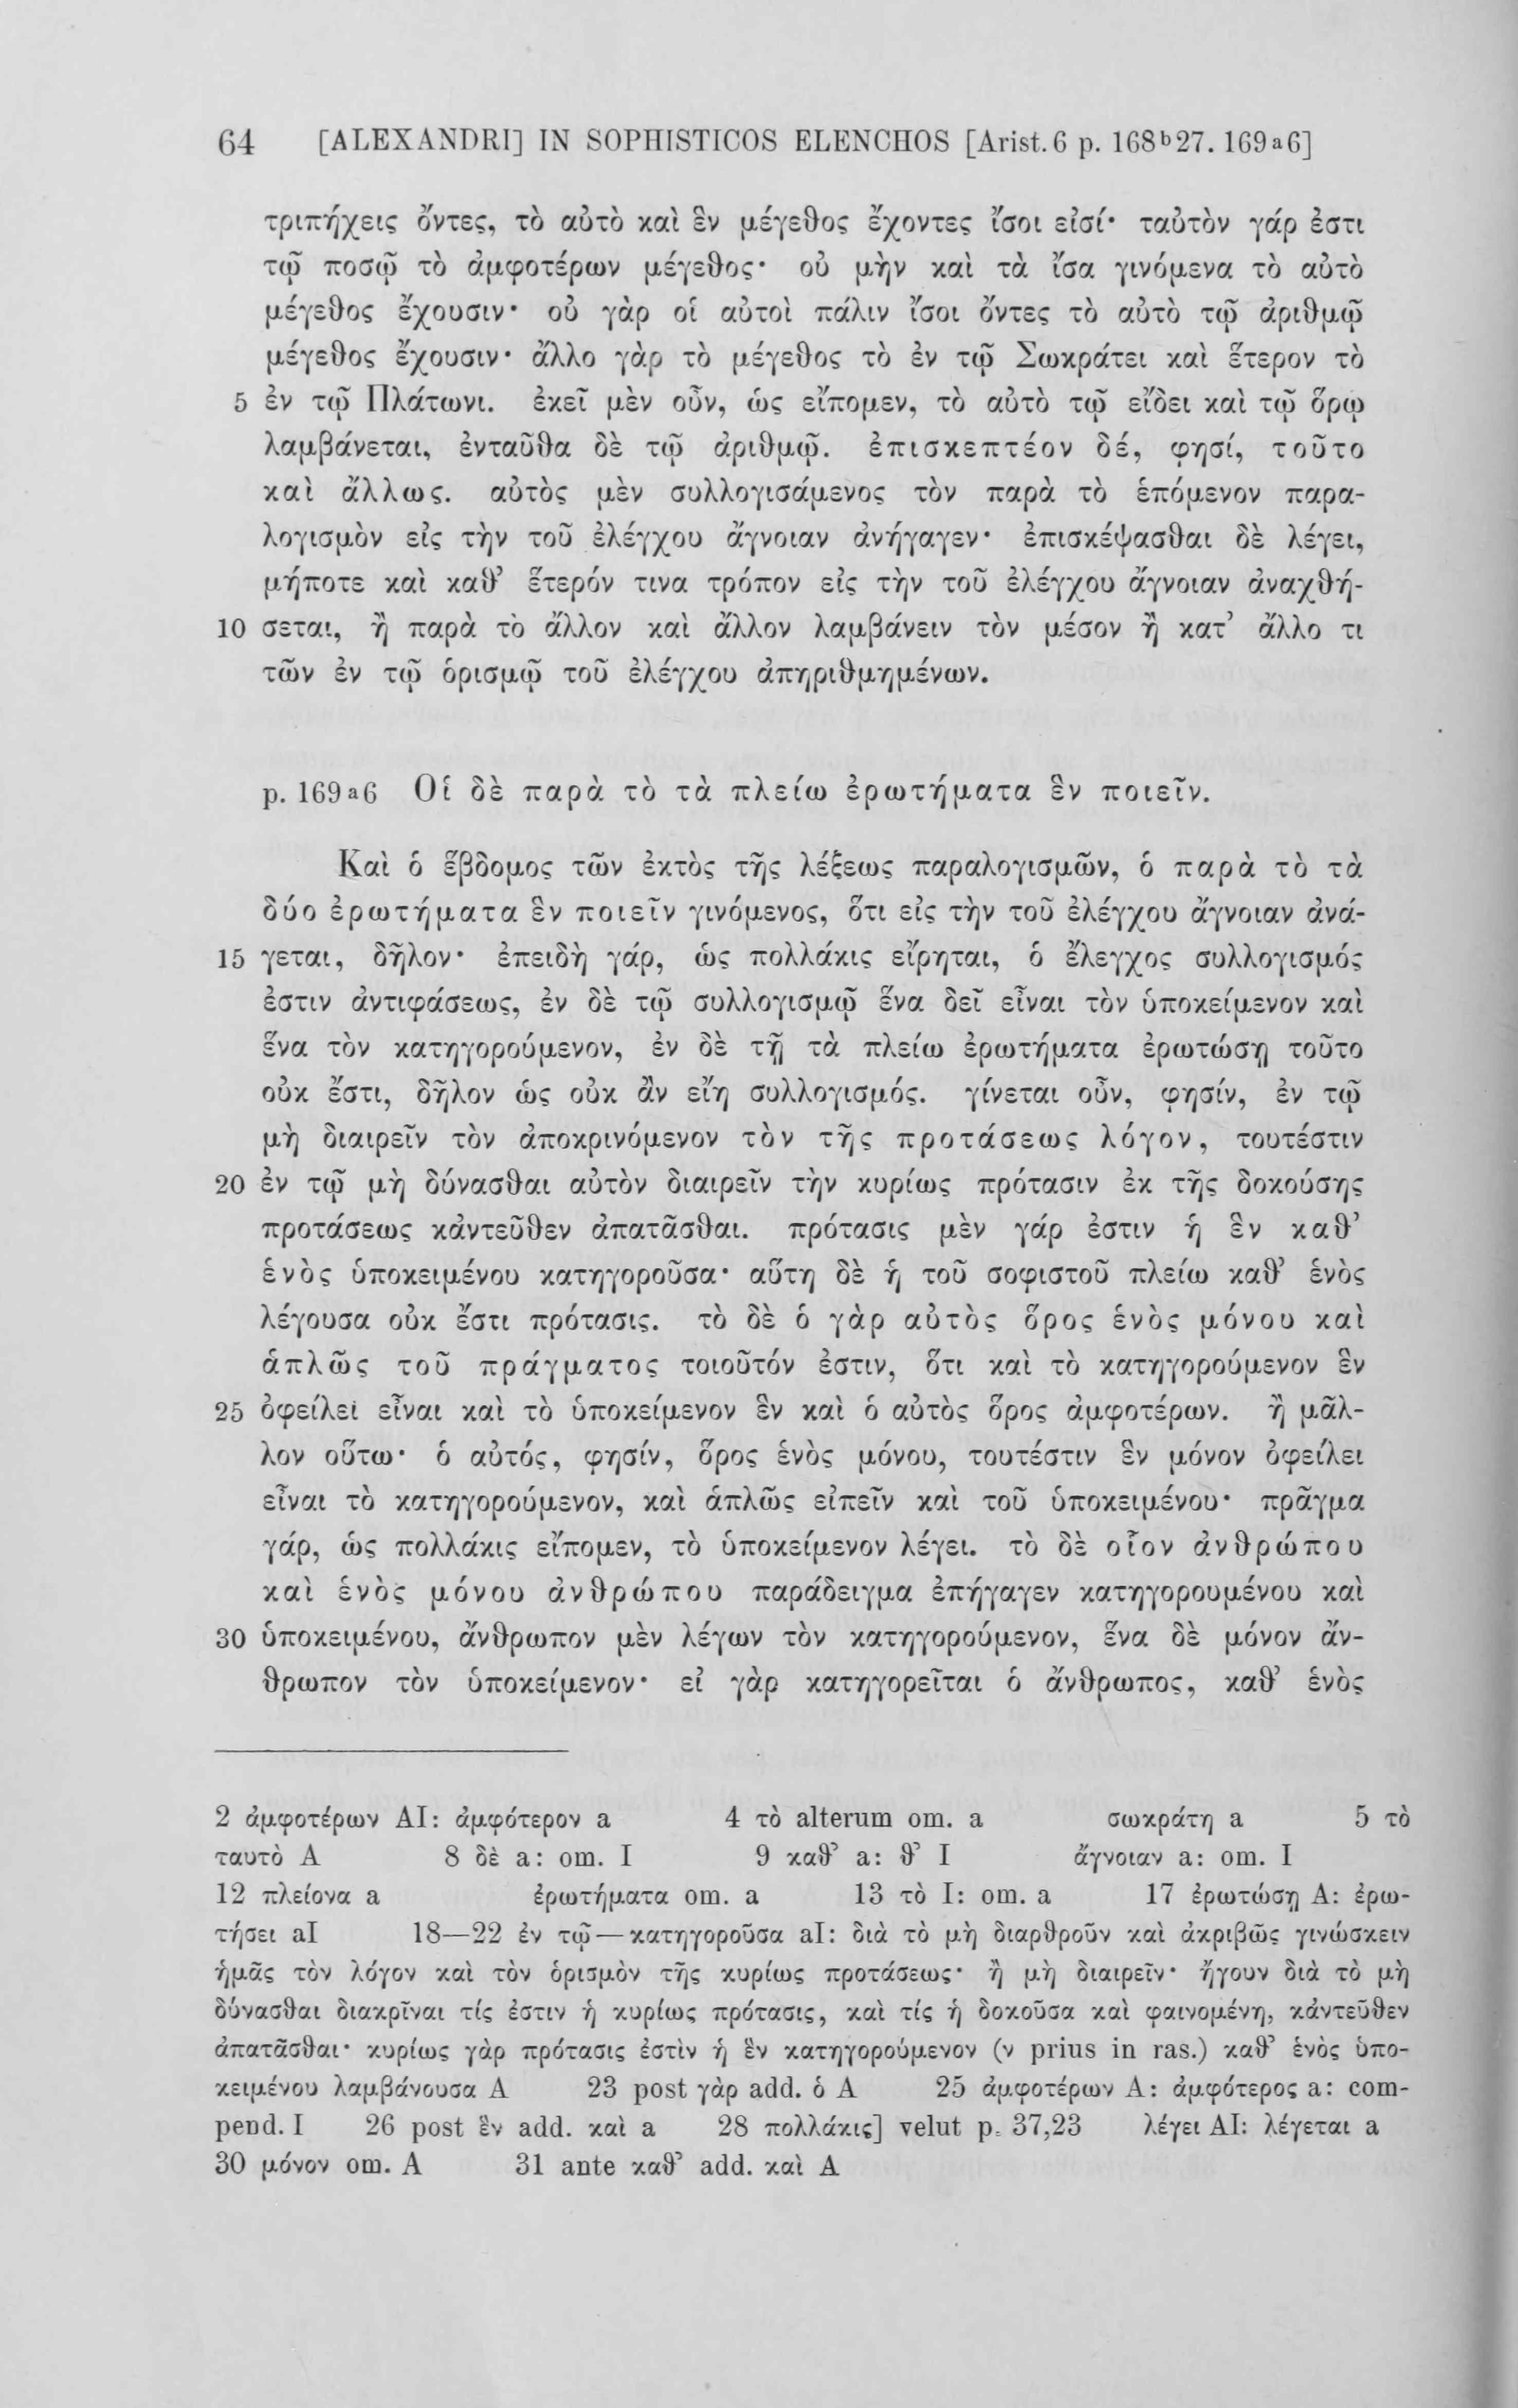 64 [ALEXANDRI] IN SOPHISTICOS ELENCHOS [Arist. 6 p. 168b27. 169a6]
τριπήχεις ὄντες, τὸ αὐτὸ καὶ ἓν μέγεθος ἔχοντες ἴσοι εἰσί· ταὐτὸν γάρ ἐστι
τῷ ποσῷ τὸ ἀμφοτέρων μέγεθος· οὐ μὴν καὶ τὰ ἴσα γινόμενα τὸ αὐτὸ
μέγεθος ἔχουσιν· οὐ γὰρ οἱ αὐτοὶ πάλιν ἴσοι ὄντες τὸ αὐτὸ τῷ ἀριθμῷ
μέγεθος ἔχουσιν· ἄλλο γὰρ τὸ μέγεθος τὸ ἐν τῷ Σωκράτει καὶ ἕτερον τὸ
5 ἐν τῷ Πλάτωνι. ἐκεῖ μὲν οὖν, ὡς εἴπομεν, τὸ αὐτὸ τῷ εἴδει καὶ τῷ ὅρῳ
λαμβάνεται, ἐνταῦθα δὲ τῷ ἀριθμῷ. ἐπισκεπτέον δέ, φησί, τοῦτο
καὶ ἄλλως. αὐτὸς μὲν συλλογισάμενος τὸν παρὰ τὸ ἑπόμενον παρα-
λογισμὸν εἰς τὴν τοῦ ἐλέγχου ἄγνοιαν ἀνήγαγεν· ἐπισκέψασθαι δὲ λέγει,
μήποτε καὶ καθ’ ἕτερόν τινα τρόπον εἰς τὴν τοῦ ἐλέγχου ἄγνοιαν ἀναχθή-
10 σεται, ἢ παρὰ τὸ ἄλλον καὶ ἄλλον λαμβάνειν τὸν μέσον ἢ κατ’ ἄλλο τι
τῶν ἐν τῷ ὁρισμῷ τοῦ ἐλέγχου ἀπηριθμημένων.
p. 169a6 Οἱ δὲ παρὰ τὸ τὰ πλείω ἐρωτήματα ἓν ποιεῖν.
Καὶ ὁ ἕβδομος τῶν ἐκτὸς τῆς λέξεως παραλογισμῶν, ὁ παρὰ τὸ τὰ
δύο ἐρωτήματα ἓν ποιεῖν γινόμενος, ὅτι εἰς τὴν τοῦ ἐλέγχου ἄγνοιαν ἀνά-
15 γεται, δῆλον· ἐπειδὴ γάρ, ὡς πολλάκις εἴρηται, ὁ ἔλεγχος συλλογισμός
ἐστιν ἀντιφάσεως, ἐν δὲ τῷ συλλογισμῷ ἕνα δεῖ εἶναι τὸν ὑποκείμενον καὶ
ἕνα τὸν κατηγορούμενον, ἐν δὲ τῇ τὰ πλείω ἐρωτήματα ἐρωτώσῃ τοῦτο
οὐκ ἔστι, δῆλον ὡς οὐκ ἂν εἴη συλλογισμός. γίνεται οὖν, φησίν, ἐν τῷ
μὴ διαιρεῖν τὸν ἀποκρινόμενον τὸν τῆς προτάσεως λόγον, τουτέστιν
20 ἐν τῷ μὴ δύνασθαι αὐτὸν διαιρεῖν τὴν κυρίως πρότασιν ἐκ τῆς δοκούσης
προτάσεως κἀντεῦθεν ἀπατᾶσθαι. πρότασις μὲν γάρ ἐστιν ἡ ἓν καθ’
ἑνὸς ὑποκειμένου κατηγοροῦσα· αὕτη δὲ ἡ τοῦ σοφιστοῦ πλείω καθ’ ἑνὸς
λέγουσα οὐκ ἔστι πρότασις. τὸ δὲ ὁ γὰρ αὐτὸς ὅρος ἑνὸς μόνου καὶ
ἁπλῶς τοῦ πράγματος τοιοῦτόν ἐστιν, ὅτι καὶ τὸ κατηγορούμενον ἓν
25 ὀφείλει εἶναι καὶ τὸ ὑποκείμενον ἓν καὶ ὁ αὐτὸς ὅρος ἀμφοτέρων. ἢ μᾶλ-
λον οὕτω· ὁ αὐτός, φησίν, ὅρος ἑνὸς μόνου, τουτέστιν ἓν μόνον ὀφείλει
εἶναι τὸ κατηγορούμενον, καὶ ἁπλῶς εἰπεῖν καὶ τοῦ ὑποκειμένου· πρᾶγμα
γάρ, ὡς πολλάκις εἴπομεν, τὸ ὑποκείμενον λέγει. τὸ δὲ οἷον ἀνθρώπου
καὶ ἑνὸς μόνου ἀνθρώπου παράδειγμα ἐπήγαγεν κατηγορουμένου καὶ
30 ὑποκειμένου, ἄνθρωπον μὲν λέγων τὸν κατηγορούμενον, ἕνα δὲ μόνον ἄν-
θρωπον τὸν ὑποκείμενον· εἰ γὰρ κατηγορεῖται ὁ ἄνθρωπος, καθ’ ἑνὸς
2 ἀμφοτέρων AI: ἀμφότερον a 4 τὸ alterum om. a σωκράτη a 5 τὸ
ταυτὸ A 8 δὲ a: om. I 9 καθ’ a: θ’ I ἄγνοιαν a: om. I
12 πλείονα a ἐρωτήματα om. a 13 τὸ I: om. a 17 ἐρωτώσῃ A: ἐρω-
τήσει aI 18—22 ἐν τῷ—κατηγοροῦσα aI: διὰ τὸ μὴ διαρθροῦν καὶ ἀκριβῶς γινώσκειν
ἡμᾶς τὸν λόγον καὶ τὸν ὁρισμὸν τῆς κυρίως προτάσεως· ἢ μὴ διαιρεῖν· ἤγουν διὰ τὸ μὴ
δύνασθαι διακρῖναι τίς ἐστιν ἡ κυρίως πρότασις, καὶ τίς ἡ δοκοῦσα καὶ φαινομένη, κἀντεῦθεν
ἀπατᾶσθαι· κυρίως γὰρ πρότασις ἐστὶν ἡ ἓν κατηγορούμενον (ν prius in ras.) καθ’ ἑνὸς ὑπο-
κειμένου λαμβάνουσα A 23 post γὰρ add. ὁ A 25 ἀμφοτέρων A: ἀμφότερος a: com-
pend. I 26 post ἓν add. καὶ a 28 πολλάκις] velut p. 37,23 λέγει AI: λέγεται a
30 μόνον om. A 31 ante καθ’ add. καὶ A